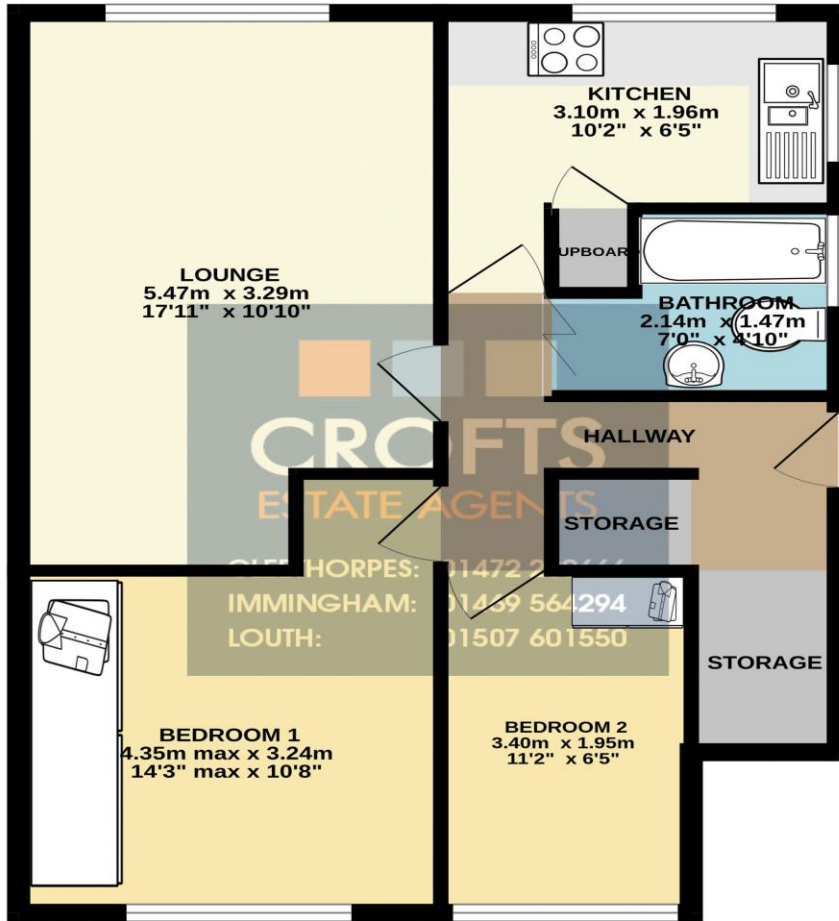 KITCHEN
3.10m x 1.96m
10'2" x 6'5"
UPBOAR
LOUNGE
5.47m x 3.29m
17'11" x 10'10"
BATHROOM
2.14m x 1.47m
7'0" x 4'10"
CROFTS
ESTATE AGENTS
HALLWAY
STORAGE
01472
IMMINGHAM: 01469 564294
LOUTH: 01507 601550
STORAGE
BEDROOM 1
4.35m max x 3.24m
14'3" max x 10'8"
BEDROOM 2
3.40m x 1.95m
11'2" x 6'5"